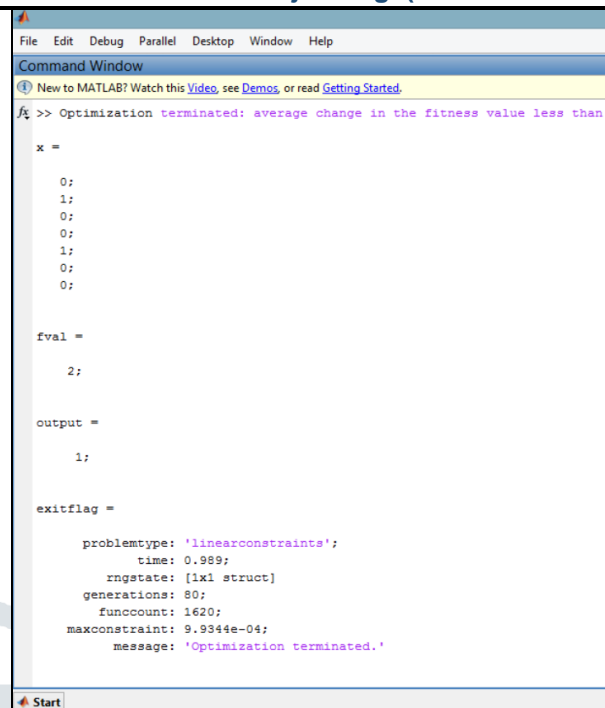 File Edit Debug Parallel Desktop Window Help
Command Window
New to MATLAB? Watch this Video, see Demos, or read Getting Started.
fx >> Optimization terminated: average change in the fitness value less than
x =
0;
1;
0;
0;
1;
0;
0;
fval =
2;
output =
1;
exitflag =
problemtype: 'linearconstraints';
time: 0.989;
rngstate: [1x1 struct]
generations: 80;
funccount: 1620;
maxconstraint: 9.9344e-04;
message: 'Optimization terminated.'
Start